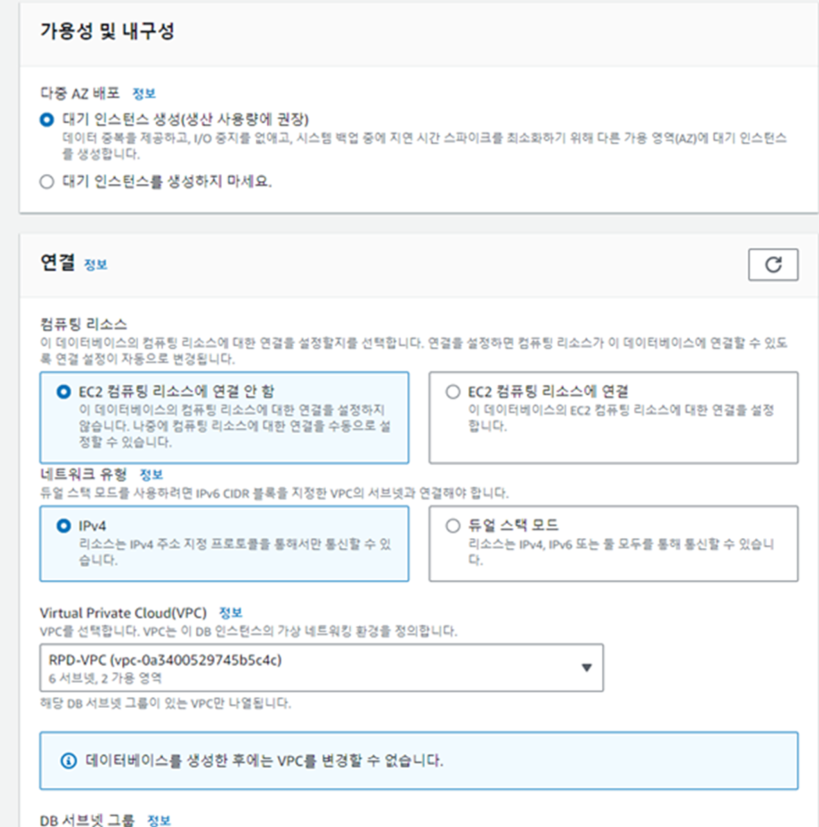 가용성 및 내구성
다중 AZ 배포 정보
대기 인스턴스 생성(생산 사용량에 권장)
데이터 중복을 제공하고, I/O 중지를 없애고, 시스템 백업 중에 지연 시간 스파이크를 최소화하기 위해 다른 가용 영역(AZ)에 대기 인스턴스
를 생성합니다.
대기 인스턴스를 생성하지 마세요.
연결 정보
컴퓨팅 리소스
이 데이터베이스의 컴퓨팅 리소스에 대한 연결을 설정할지를 선택합니다. 연결을 설정하면 컴퓨팅 리소스가 이 데이터베이스에 연결할 수 있도
록 연결 설정이 자동으로 변경됩니다.
EC2 컴퓨팅 리소스에 연결 안 함
이 데이터베이스의 컴퓨팅 리소스에 대한 연결을 설정하지
않습니다. 나중에 컴퓨팅 리소스에 대한 연결을 수동으로 설
정할 수 있습니다.
EC2 컴퓨팅 리소스에 연결
이 데이터베이스의 EC2 컴퓨팅 리소스에 대한 연결을 설정
합니다.
네트워크 유형 정보
듀얼 스택 모드를 사용하려면 IPv6 CIDR 블록을 지정한 VPC의 서브넷과 연결해야 합니다.
IPv4
리소스는 IPv4 주소 지정 프로토콜을 통해서만 통신할 수 있
습니다.
듀얼 스택 모드
리소스는 IPv4, IPv6 또는 둘 모두를 통해 통신할 수 있습니
다.
Virtual Private Cloud(VPC) 정보
VPC를 선택합니다. VPC는 이 DB 인스턴스의 가상 네트워킹 환경을 정의합니다.
RPD-VPC (vpc-0a3400529745b5c4c)
6 서브넷, 2 가용 영역
해당 DB 서브넷 그룹이 있는 VPC만 나열됩니다.
데이터베이스를 생성한 후에는 VPC를 변경할 수 없습니다.
DB 서브넷 그룹 정보